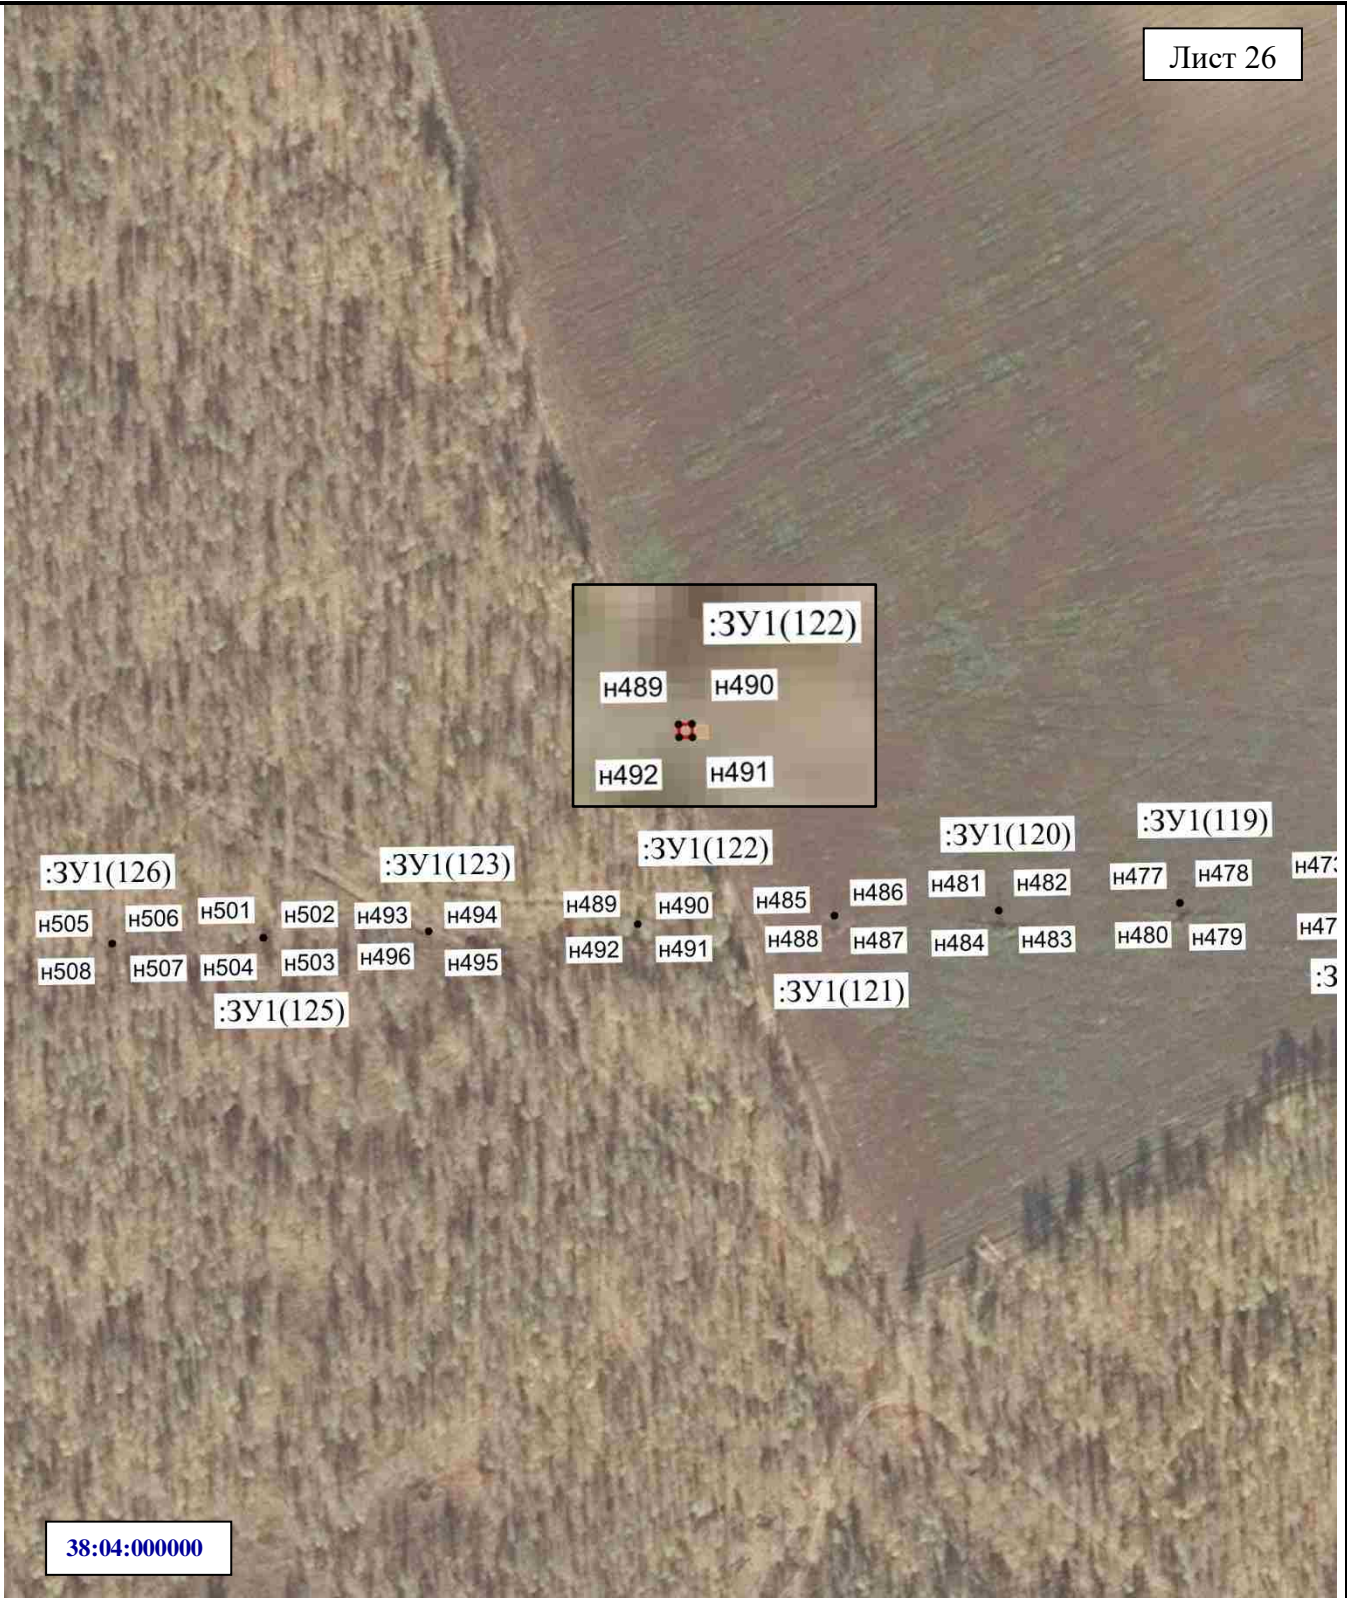 Лист 26
:ЗУ1(122)
н489 н490
н492 н491
:ЗУ1(126) :ЗУ1(123) :ЗУ1(122) :ЗУ1(120) :ЗУ1(119)
н505 н506 н501 н502 н493 н494 н489 н490 н485 н486 н481 н482 н477 н478 н473
н508 н507 н504 н503 н496 н495 н492 н491 н488 н487 н484 н483 н480 н479 н47
:ЗУ1(125) :ЗУ1(121) :З
38:04:000000